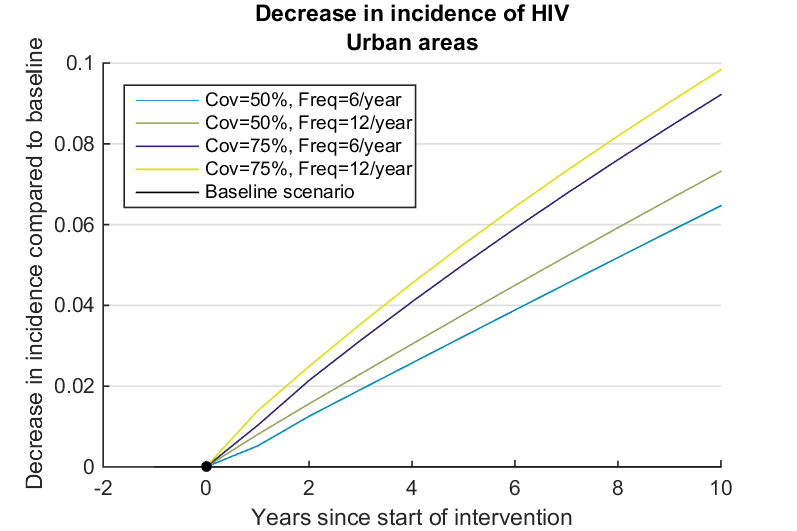 Decrease in incidence of HIV
Urban areas
Decrease in incidence compared to baseline
0.1
0.08
0.06
0.04
0.02
0
Cov=50%, Freq=6/year
Cov=50%, Freq=12/year
Cov=75%, Freq=6/year
Cov=75%, Freq=12/year
Baseline scenario
-2 0 2 4 6 8 10
Years since start of intervention